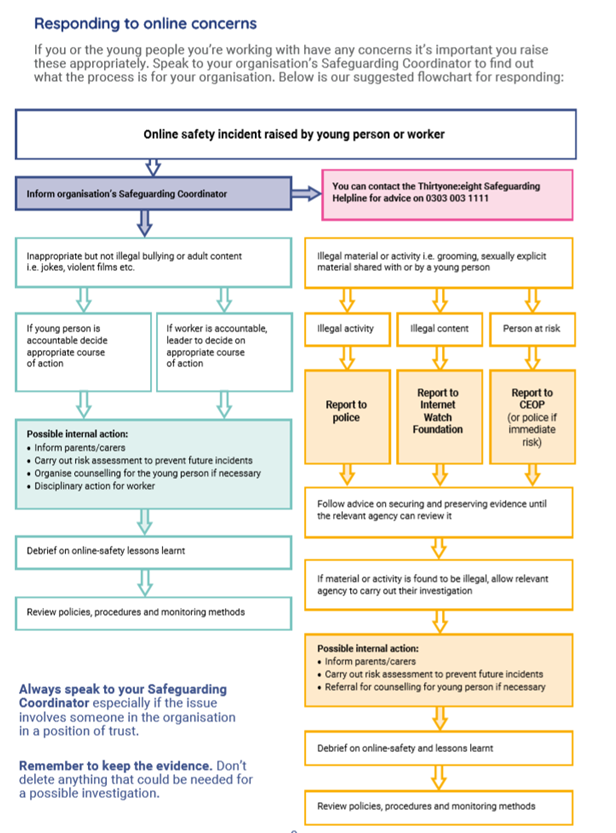 Responding to online concerns
If you or the young people you're working with have any concerns it's important you raise
these appropriately. Speak to your organisation's Safeguarding Coordinator to find out
what the process is for your organisation. Below is our suggested flowchart for responding:
Online safety incident raised by young person or worker
Inform organisation's Safeguarding Coordinator
You can contact the Thirtyone:eight Safeguarding
Helpline for advice on 0303 003 1111
Inappropriate but not illegal bullying or adult content
i.e. jokes, violent films etc.
If young person is
accountable decide
appropriate course
of action
If worker is accountable,
leader to decide on
appropriate course
of action
Possible internal action:
• Inform parents/carers
• Carry out risk assessment to prevent future incidents
• Organise counselling for the young person if necessary
• Disciplinary action for worker
Debrief on online-safety lessons learnt
Review policies, procedures and monitoring methods
Illegal material or activity i.e. grooming, sexually explicit
material shared with or by a young person
Illegal activity
Illegal content
Person at risk
Report to
police
Report to
Internet
Watch
Foundation
Report to
CEOP
(or police if
immediate
risk)
Follow advice on securing and preserving evidence until
the relevant agency can review it
If material or activity is found to be illegal, allow relevant
agency to carry out their investigation
Possible internal action:
• Inform parents/carers
• Carry out risk assessment to prevent future incidents
• Referral for counselling for young person if necessary
Debrief on online-safety and lessons learnt
Review policies, procedures and monitoring methods
Always speak to your Safeguarding
Coordinator especially if the issue
involves someone in the organisation
in a position of trust.
Remember to keep the evidence. Don't
delete anything that could be needed for
a possible investigation.